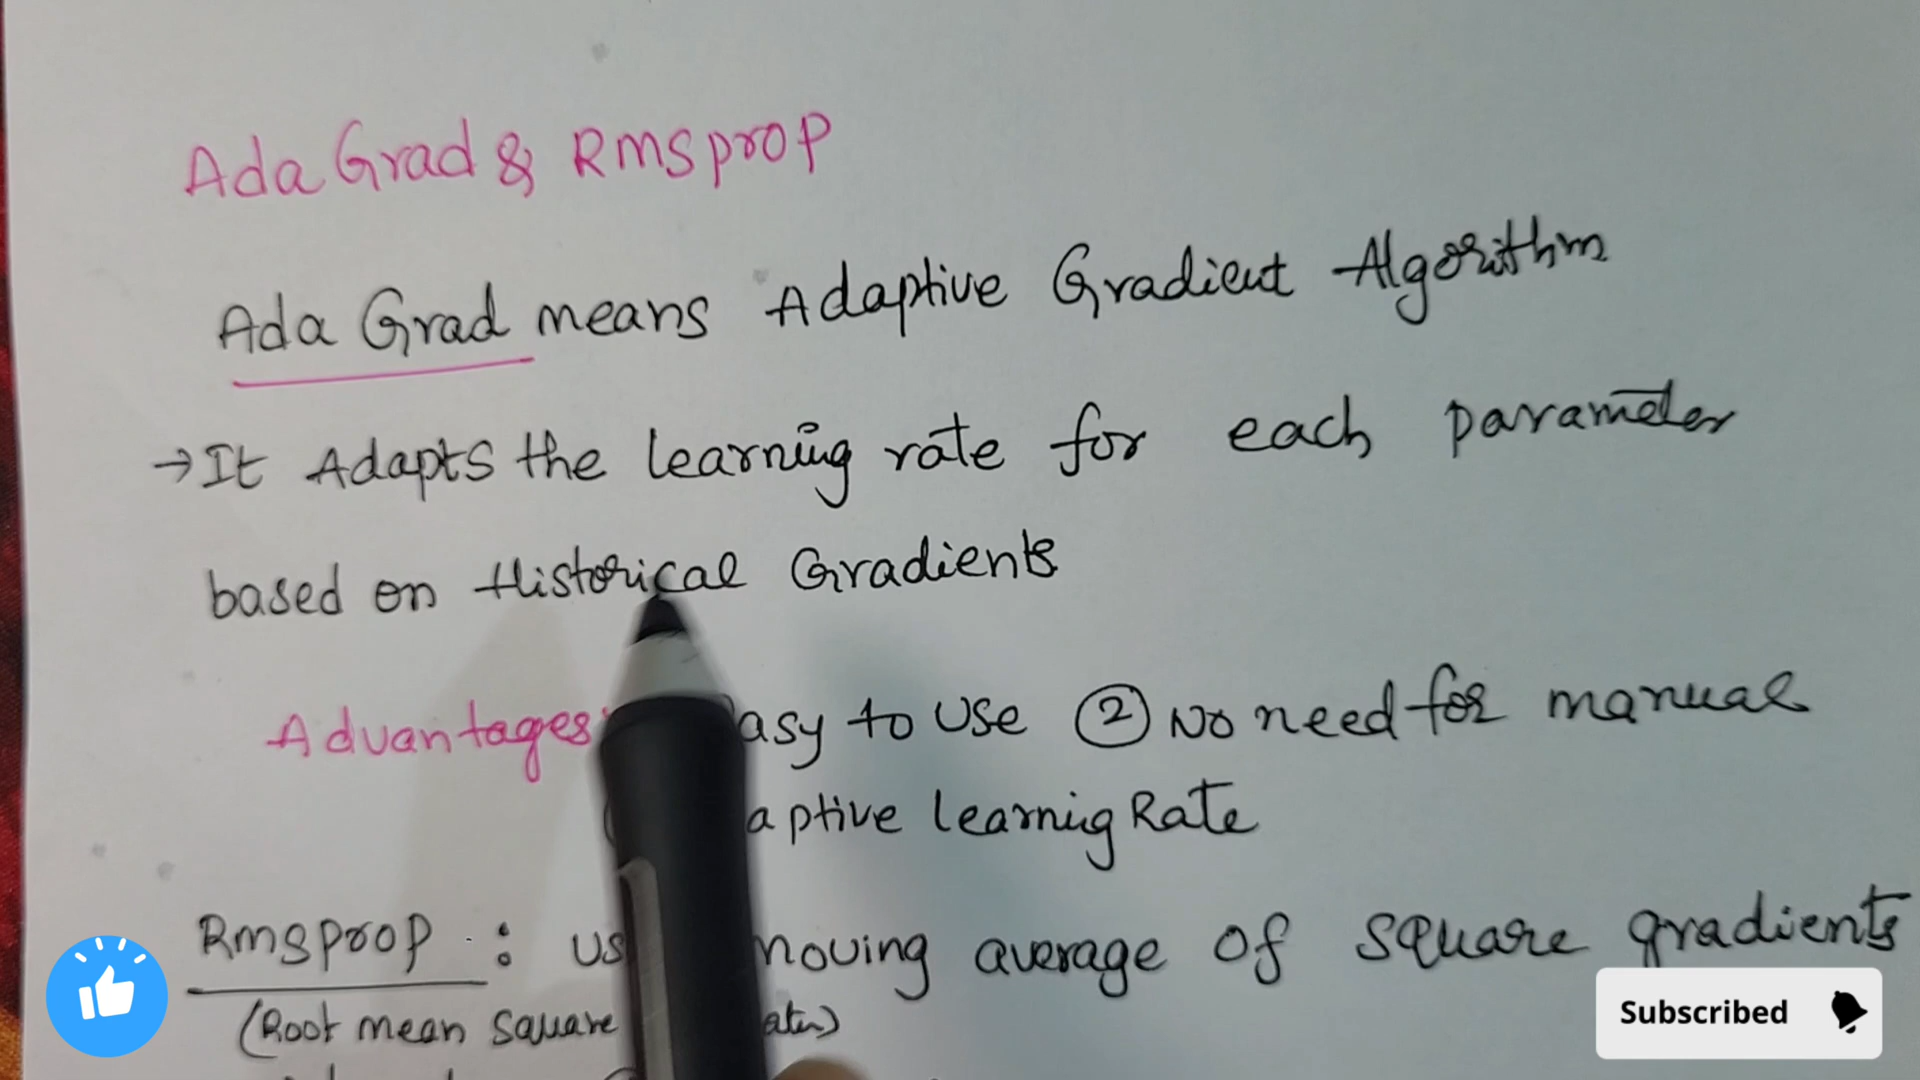 Ada Grad & Rmsprop
Ada Grad means Adaptive Gradient Algorithm
→ It Adapts the learning rate for each parameter
based on Historical Gradients
Advantages: asy to use ② No need for manual
aptive learnig Rate
Rmsprop : us moving average of square gradients
(Root mean square
Subscribed